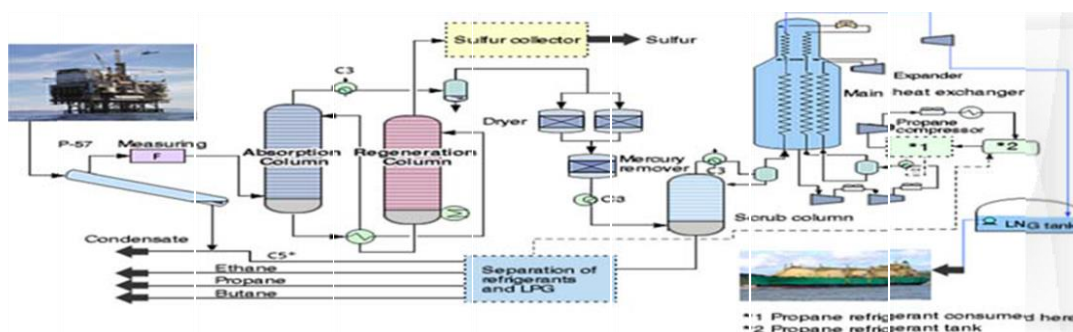 Sulfur collector
Sulfur
C3
Expander
Main heat exchanger
P-57
Measuring
F
Dryer
Propane
compressor
*1
*2
Absorption
Column
Regeneration
Column
Mercury
remover
C3
C3
Scrub column
LNG tank
Condensate
C5+
Ethane
Propane
Butane
Separation of
refrigerants
and LPG
*1 Propane refrigerant consumed here
*2 Propane refrigerant tank